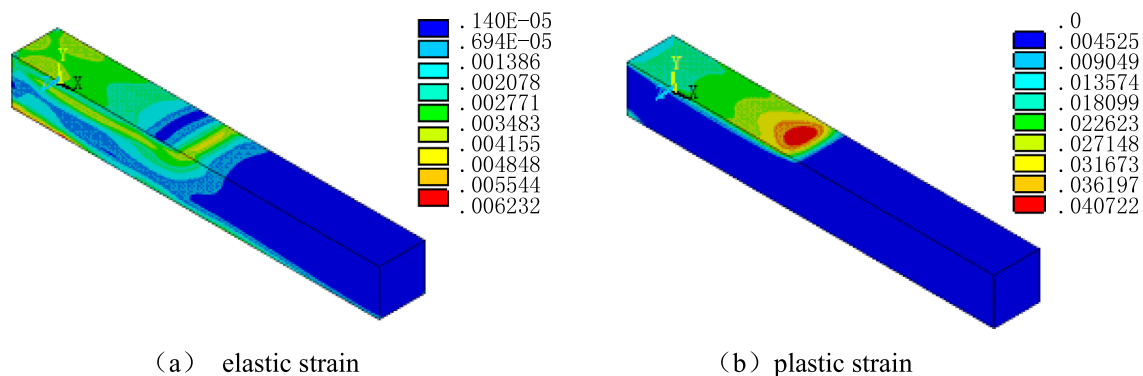 .140E-05
.694E-05
.001386
.002078
.002771
.003483
.004155
.004848
.005544
.006232
Y
X
.0
.004525
.009049
.013574
.018099
.022623
.027148
.031673
.036197
.040722
Y
X
（a） elastic strain
（b）plastic strain